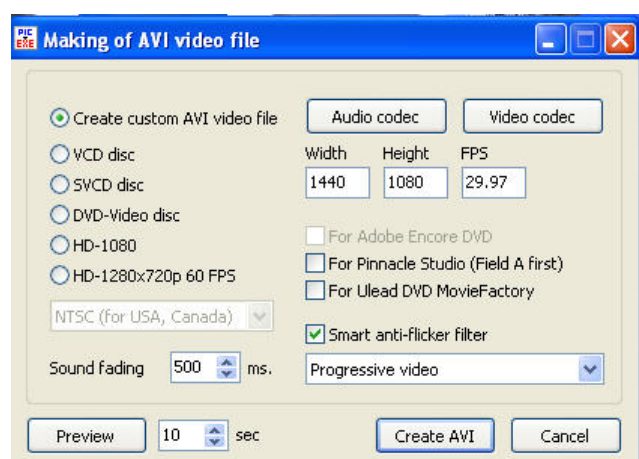 PIC
EXE
Making of AVI video file
Create custom AVI video file
VCD disc
SVCD disc
DVD-Video disc
HD-1080
HD-1280x720p 60 FPS
NTSC (for USA, Canada)
Sound fading 500 ms.
Audio codec Video codec
Width Height FPS
1440 1080 29.97
For Adobe Encore DVD
For Pinnacle Studio (Field A first)
For Ulead DVD MovieFactory
Smart anti-flicker filter
Progressive video
Preview 10 sec Create AVI Cancel